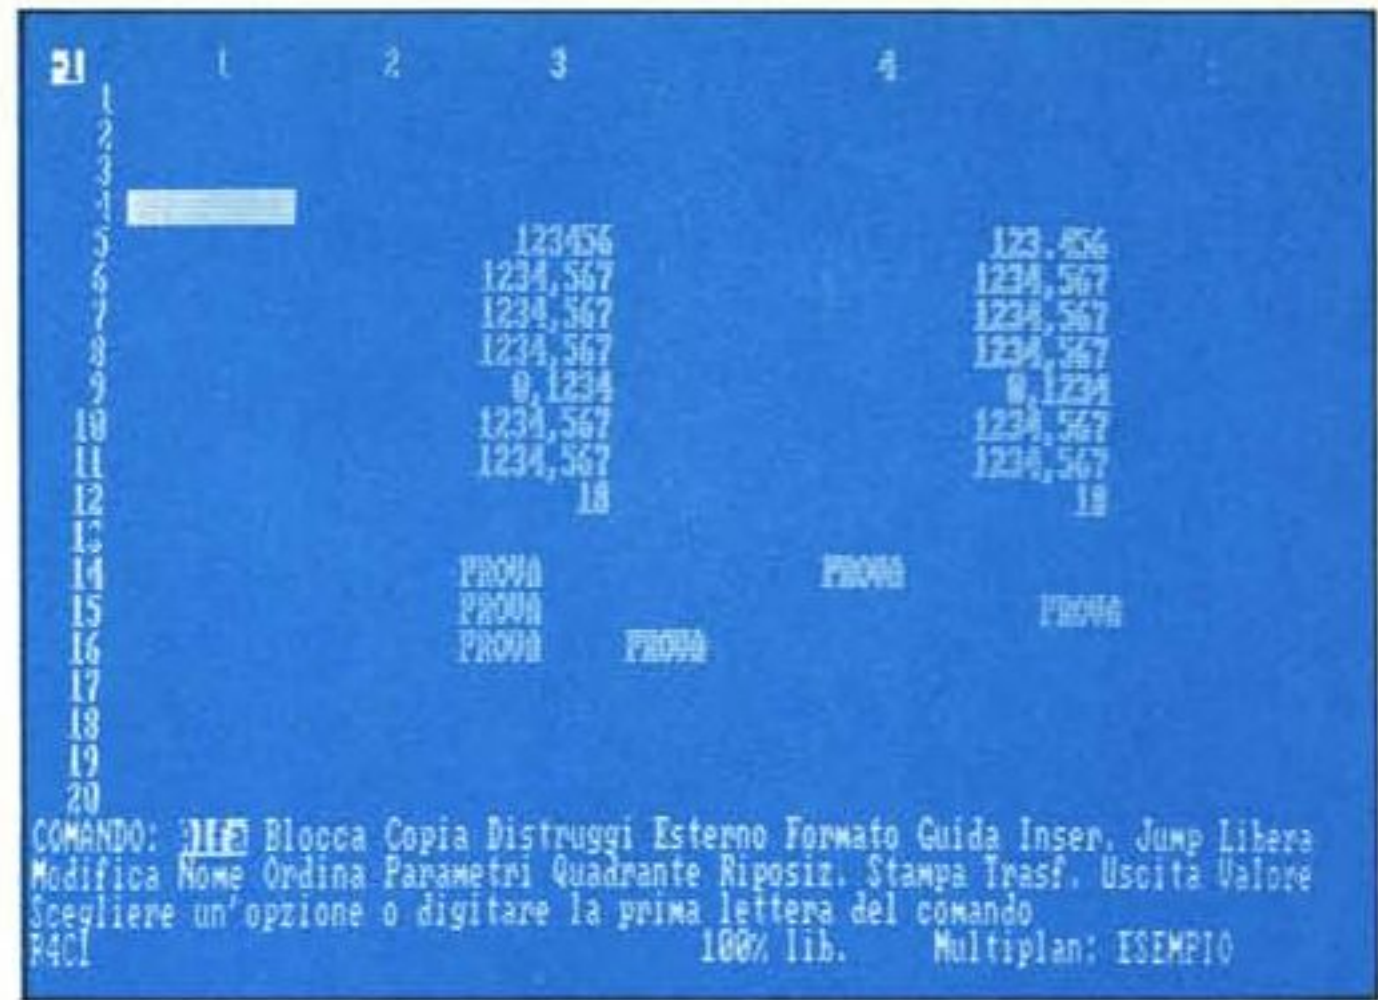 #1 1 2 3 4
1
2
3
4
5 123456 123.456
6 1234,567 1234,567
7 1234,567 1234,567
8 1234,567 1234,567
9 0,1234 0,1234
10 1234,567 1234,567
11 1234,567 1234,567
12 18 18
13
14 PROVA PROVA
15 PROVA PROVA
16 PROVA PROVA
17
18
19
20
COMANDO: Alfa Blocca Copia Distruggi Esterno Formato Guida Inser. Jump Libera
Modifica Nome Ordina Parametri Quadrante Riposiz. Stampa Trasf. Uscita Valore
Scegliere un'opzione o digitare la prima lettera del comando
R4C1 100% lib. Multiplan: ESEMPIO